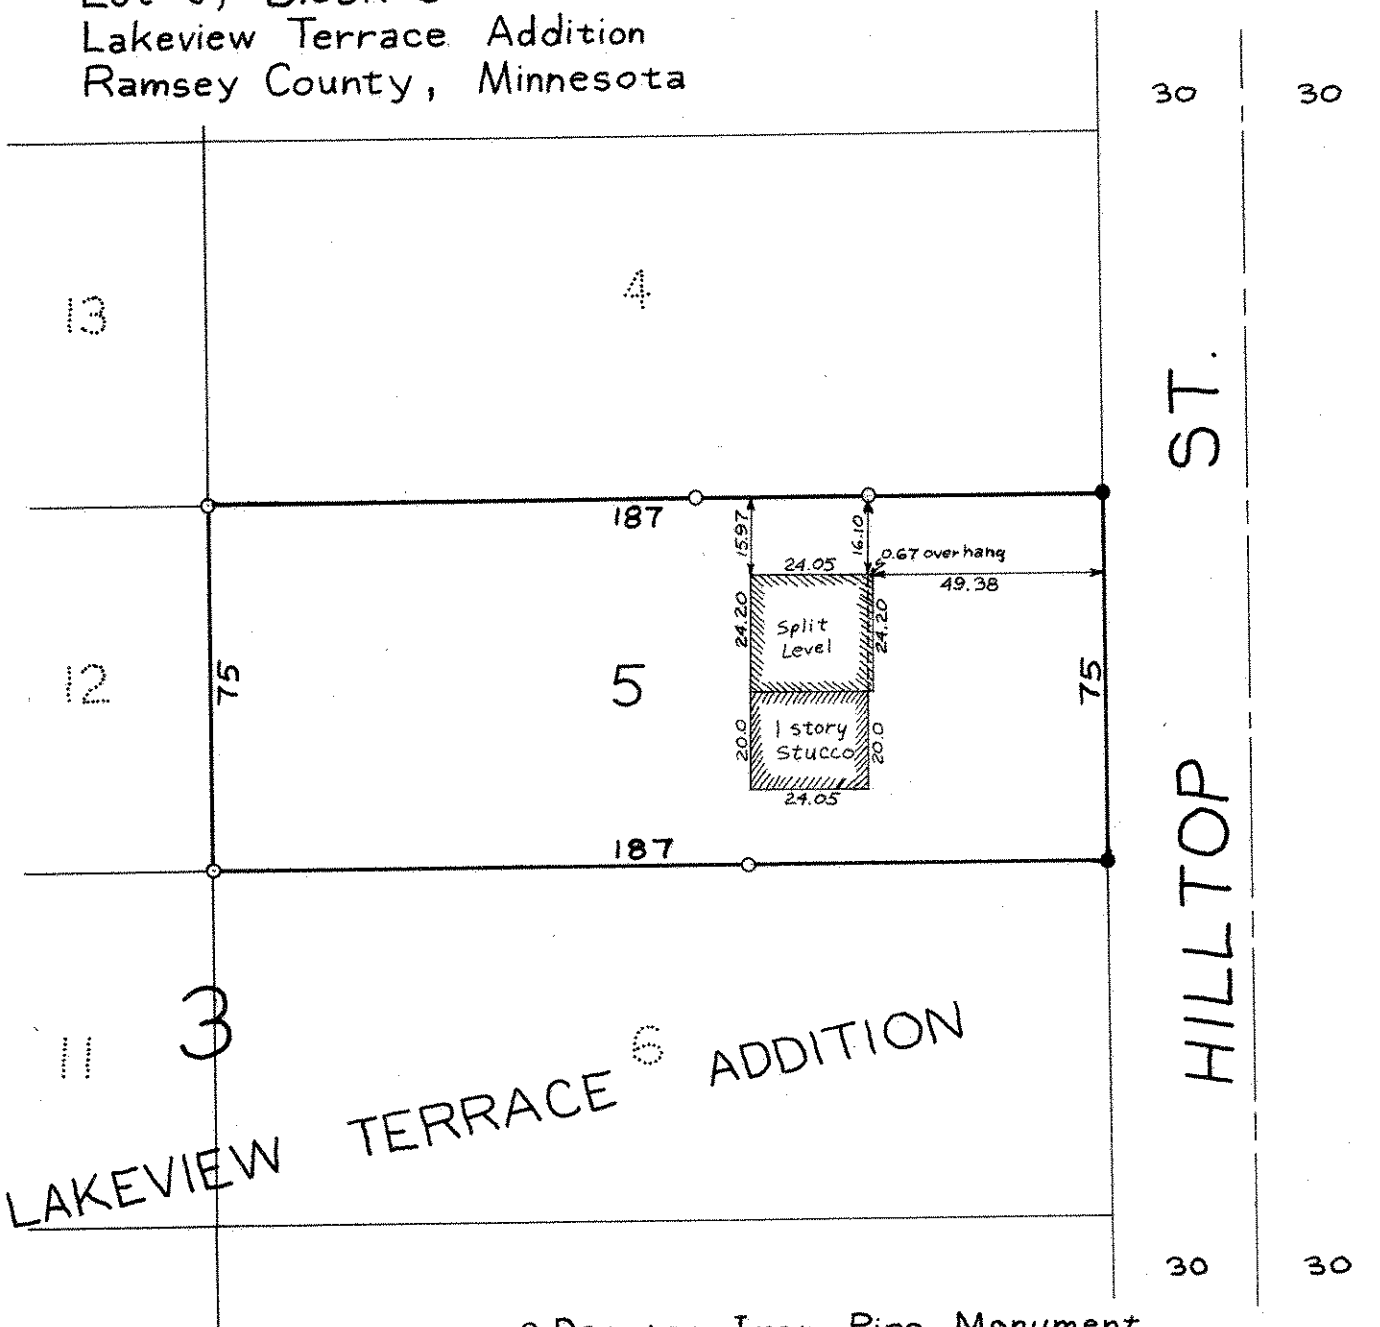 Lakeview Terrace Addition
Ramsey County, Minnesota
30 30
13
4
ST.
187
15.97
16.10
0.67 overhang
24.05
49.38
24.20
Split
Level
24.20
12
75
5
75
20.0
1 story
Stucco
20.0
24.05
187
HILLTOP
3
11
6
LAKEVIEW TERRACE ADDITION
30 30
Iron Pipe Monument